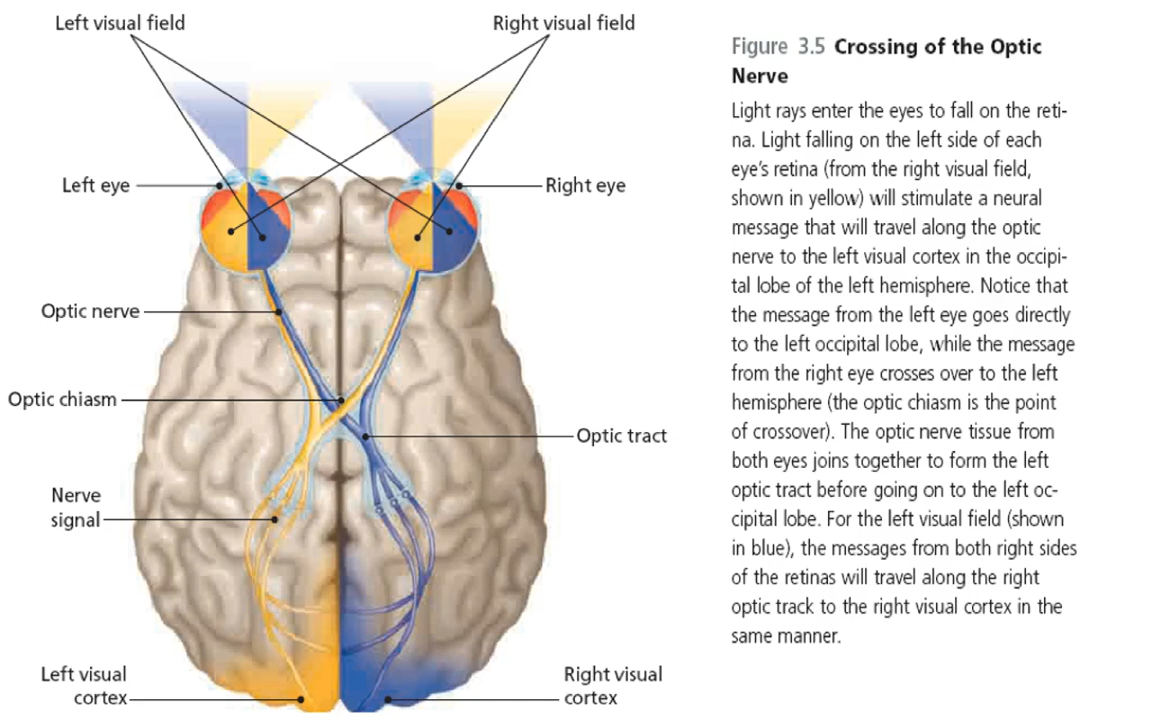 Left visual field
Right visual field
Left eye
Right eye
Optic nerve
Optic chiasm
Optic tract
Nerve
signal
Left visual
cortex
Right visual
cortex
Figure 3.5 Crossing of the Optic
Nerve
Light rays enter the eyes to fall on the reti-
na. Light falling on the left side of each
eye's retina (from the right visual field,
shown in yellow) will stimulate a neural
message that will travel along the optic
nerve to the left visual cortex in the occipi-
tal lobe of the left hemisphere. Notice that
the message from the left eye goes directly
to the left occipital lobe, while the message
from the right eye crosses over to the left
hemisphere (the optic chiasm is the point
of crossover). The optic nerve tissue from
both eyes joins together to form the left
optic tract before going on to the left oc-
cipital lobe. For the left visual field (shown
in blue), the messages from both right sides
of the retinas will travel along the right
optic track to the right visual cortex in the
same manner.